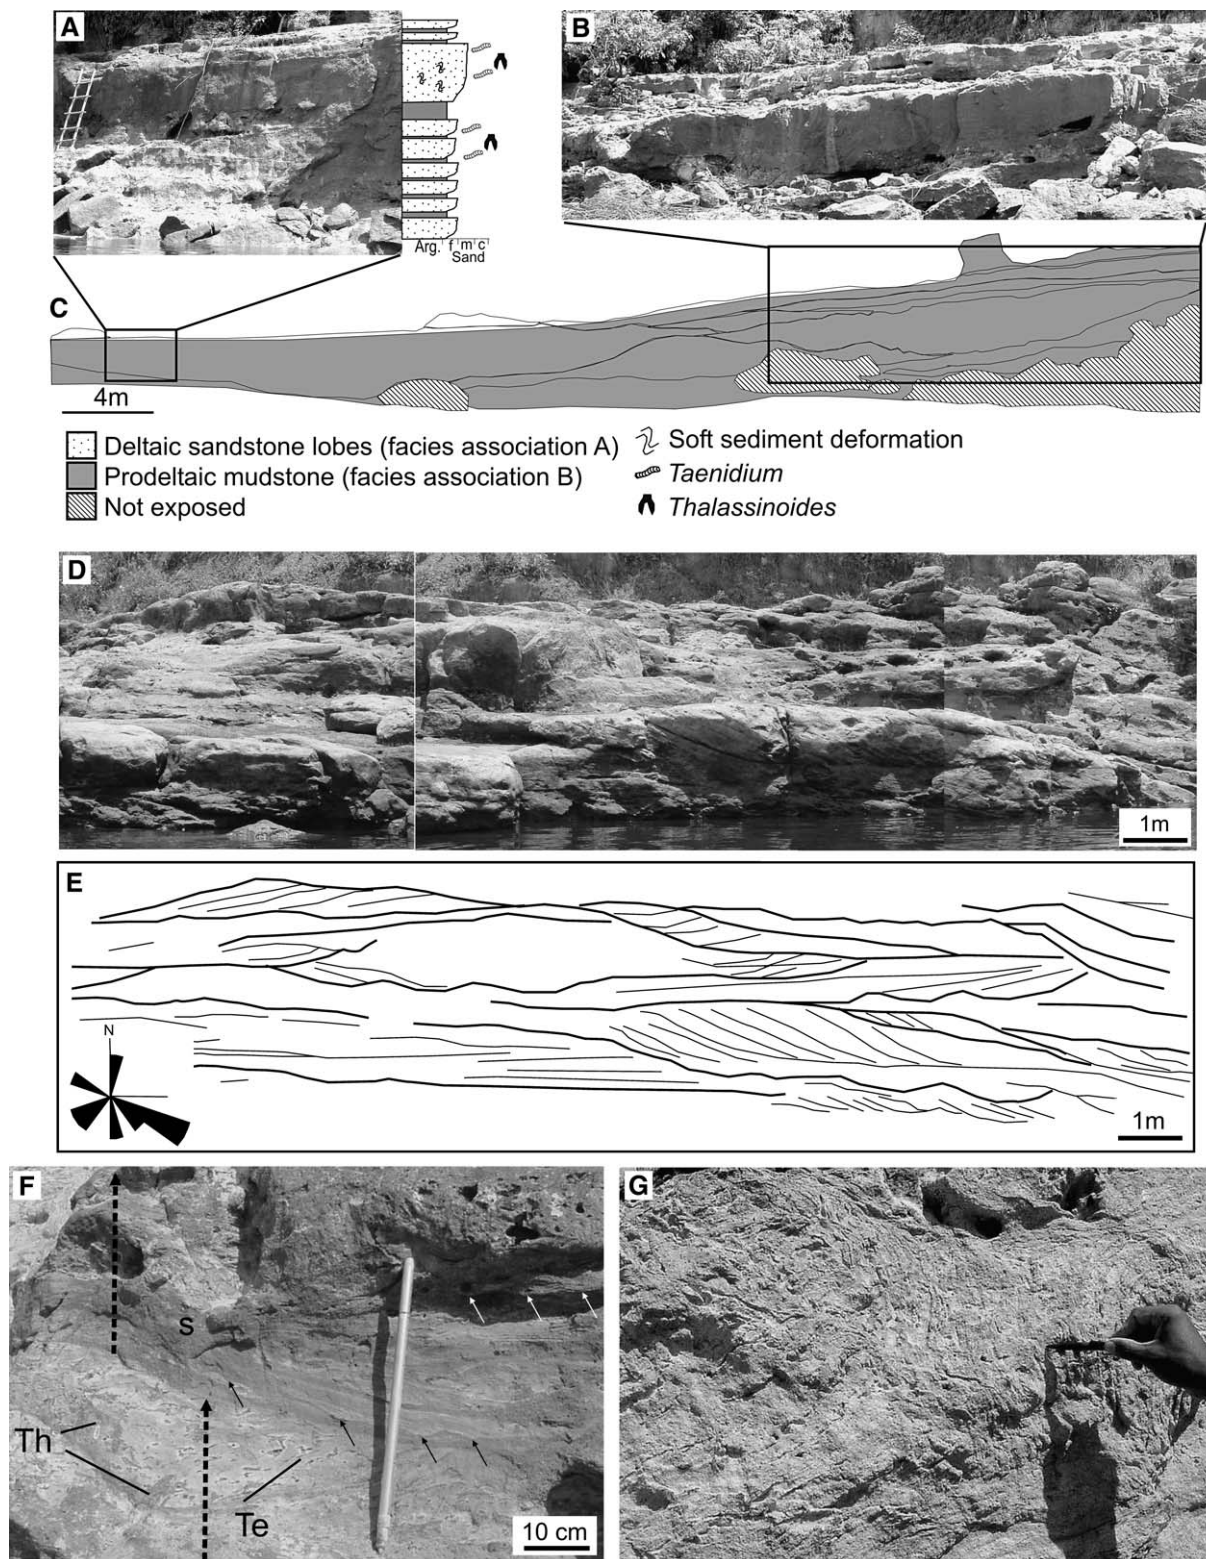 A
B
Arg. f m c
Sand
C
4m
Deltaic sandstone lobes (facies association A)
Prodeltaic mudstone (facies association B)
Not exposed
Soft sediment deformation
Taenidium
Thalassinoides
D
1m
E
N
1m
F
S
Th
Te
10 cm
G